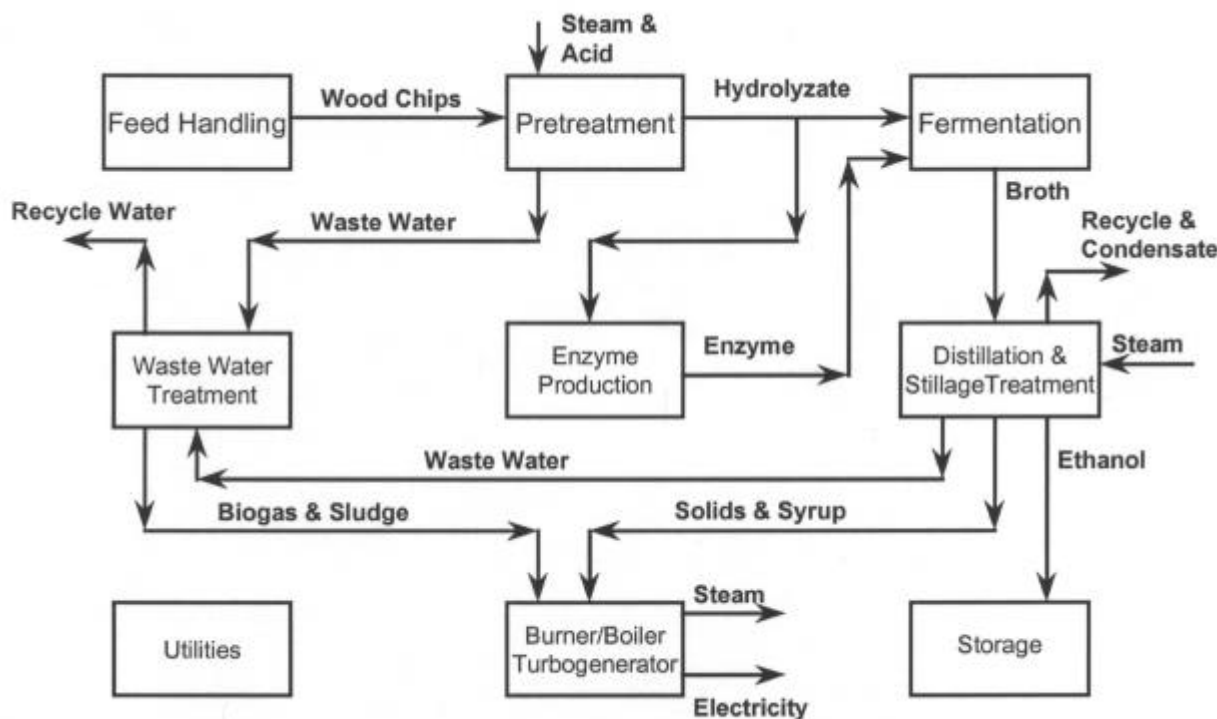 Steam &
Acid
Feed Handling
Wood Chips
Pretreatment
Hydrolyzate
Fermentation
Recycle Water
Waste Water
Broth
Recycle &
Condensate
Waste Water
Treatment
Enzyme
Production
Enzyme
Distillation &
StillageTreatment
Steam
Waste Water
Ethanol
Biogas & Sludge
Solids & Syrup
Utilities
Burner/Boiler
Turbogenerator
Steam
Electricity
Storage